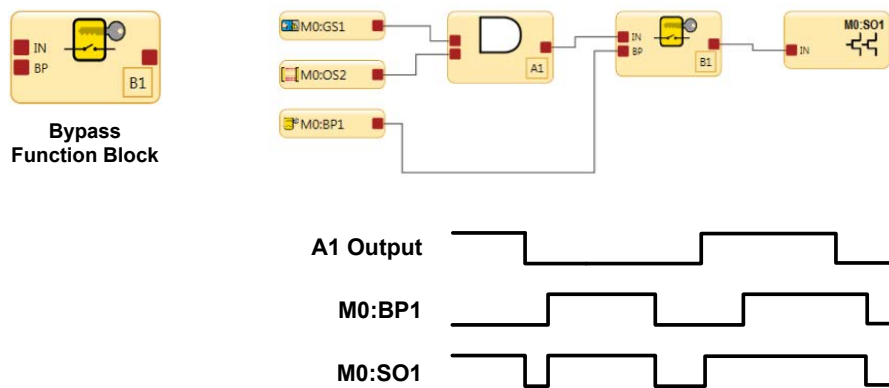 IN
BP
B1
Bypass
Function Block
M0:GS1
M0:OS2
M0:BP1
A1
IN
BP
B1
M0:SO1
IN
A1 Output
M0:BP1
M0:SO1